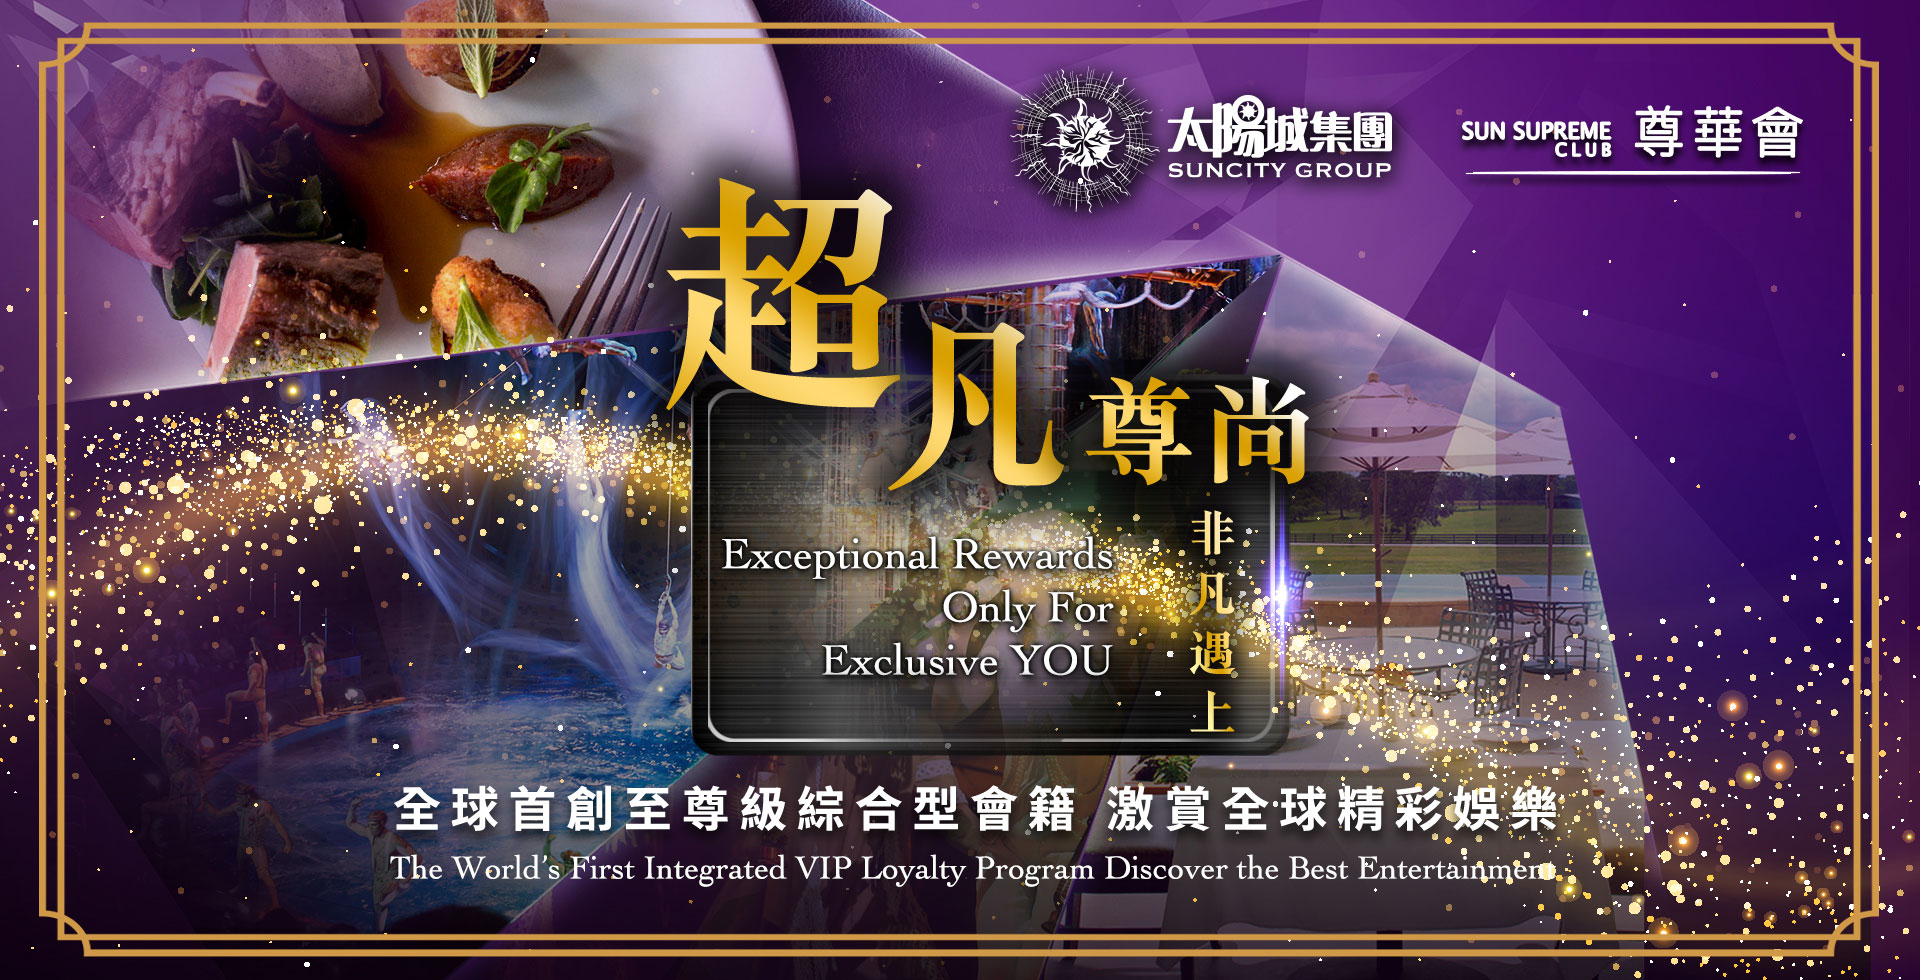 太陽城集團
SUNCITY GROUP
SUN SUPREME
CLUB
尊華會
超凡尊尚
非凡遇上
Exceptional Rewards
Only For
Exclusive YOU
全球首創至尊級綜合型會籍 激賞全球精彩娛樂
The World’s First Integrated VIP Loyalty Program Discover the Best Entertainment